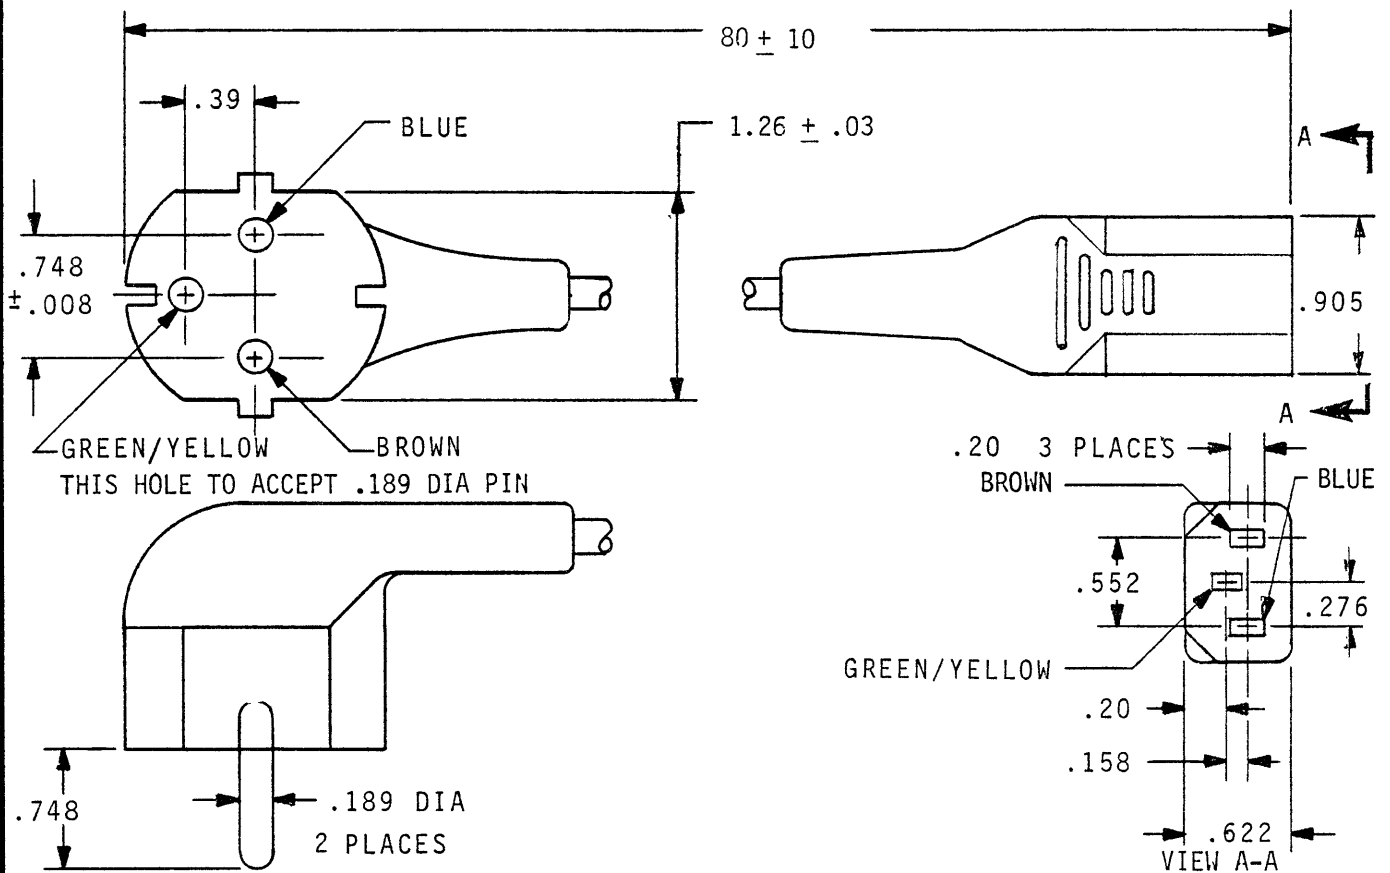 80 ± 10
.39
BLUE
1.26 ± .03
A
.748
±.008
.905
GREEN/YELLOW
BROWN
THIS HOLE TO ACCEPT .189 DIA PIN
A
.20 3 PLACES
BROWN
BLUE
.552
.276
GREEN/YELLOW
.20
.158
.748
.189 DIA
2 PLACES
.622
VIEW A-A